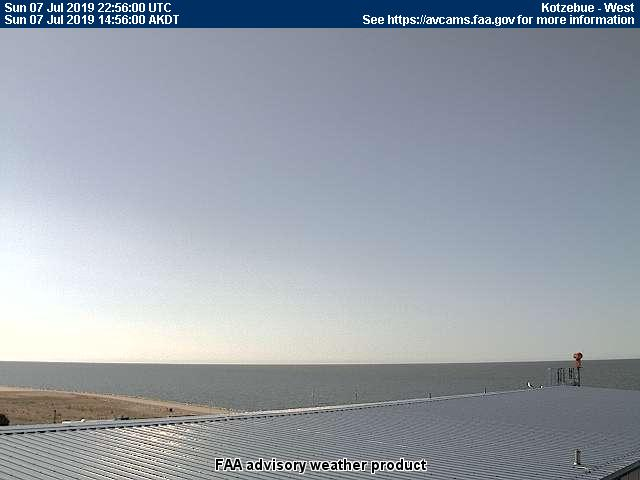 Sun 07 Jul 2019 22:56:00 UTC
Kotzebue - West
Sun 07 Jul 2019 14:56:00 AKDT
See https://avcams.faa.gov for more information
FAA advisory weather product